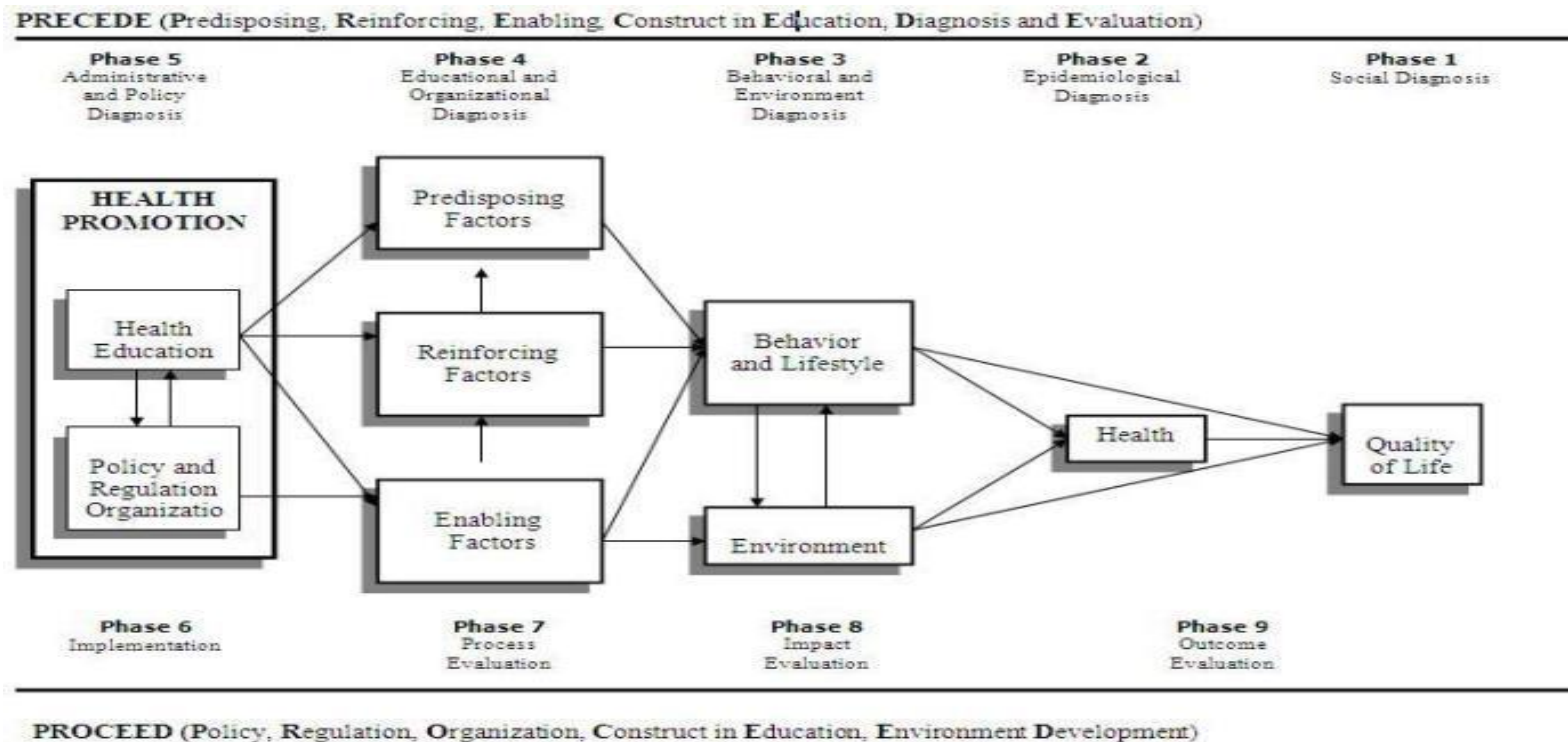 PRECEDE (Predisposing, Reinforcing, Enabling, Construct in Education, Diagnosis and Evaluation)
Phase 5
Administrative
and Policy
Diagnosis
Phase 4
Educational and
Organizational
Diagnosis
Phase 3
Behavioral and
Environment
Diagnosis
Phase 2
Epidemiological
Diagnosis
Phase 1
Social Diagnosis
HEALTH
PROMOTION
Health
Education
Policy and
Regulation
Organizatio
Predisposing
Factors
Reinforcing
Factors
Enabling
Factors
Behavior
and Lifestyle
Environment
Health
Quality
of Life
Phase 6
Implementation
Phase 7
Process
Evaluation
Phase 8
Impact
Evaluation
Phase 9
Outcome
Evaluation
PROCEED (Policy, Regulation, Organization, Construct in Education, Environment Development)